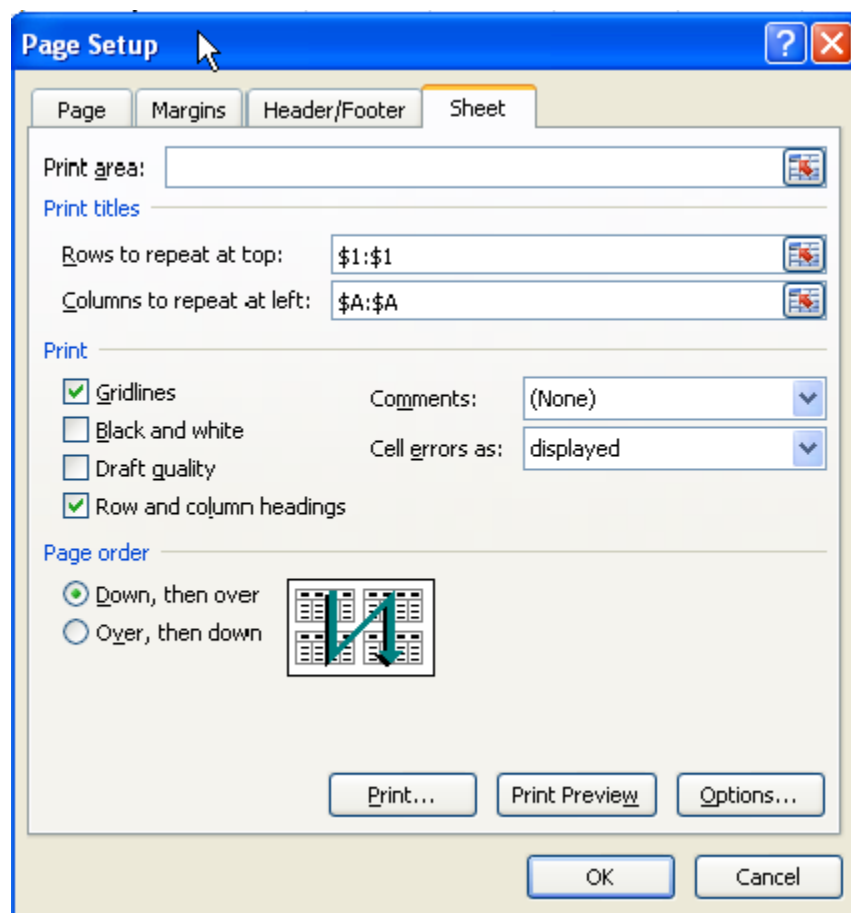 Page Setup
Page Margins Header/Footer Sheet
Print area:
Print titles
Rows to repeat at top: $1:$1
Columns to repeat at left: $A:$A
Print
Gridlines
Black and white
Draft quality
Row and column headings
Comments: (None)
Cell errors as: displayed
Page order
Down, then over
Over, then down
Print... Print Preview Options...
OK Cancel